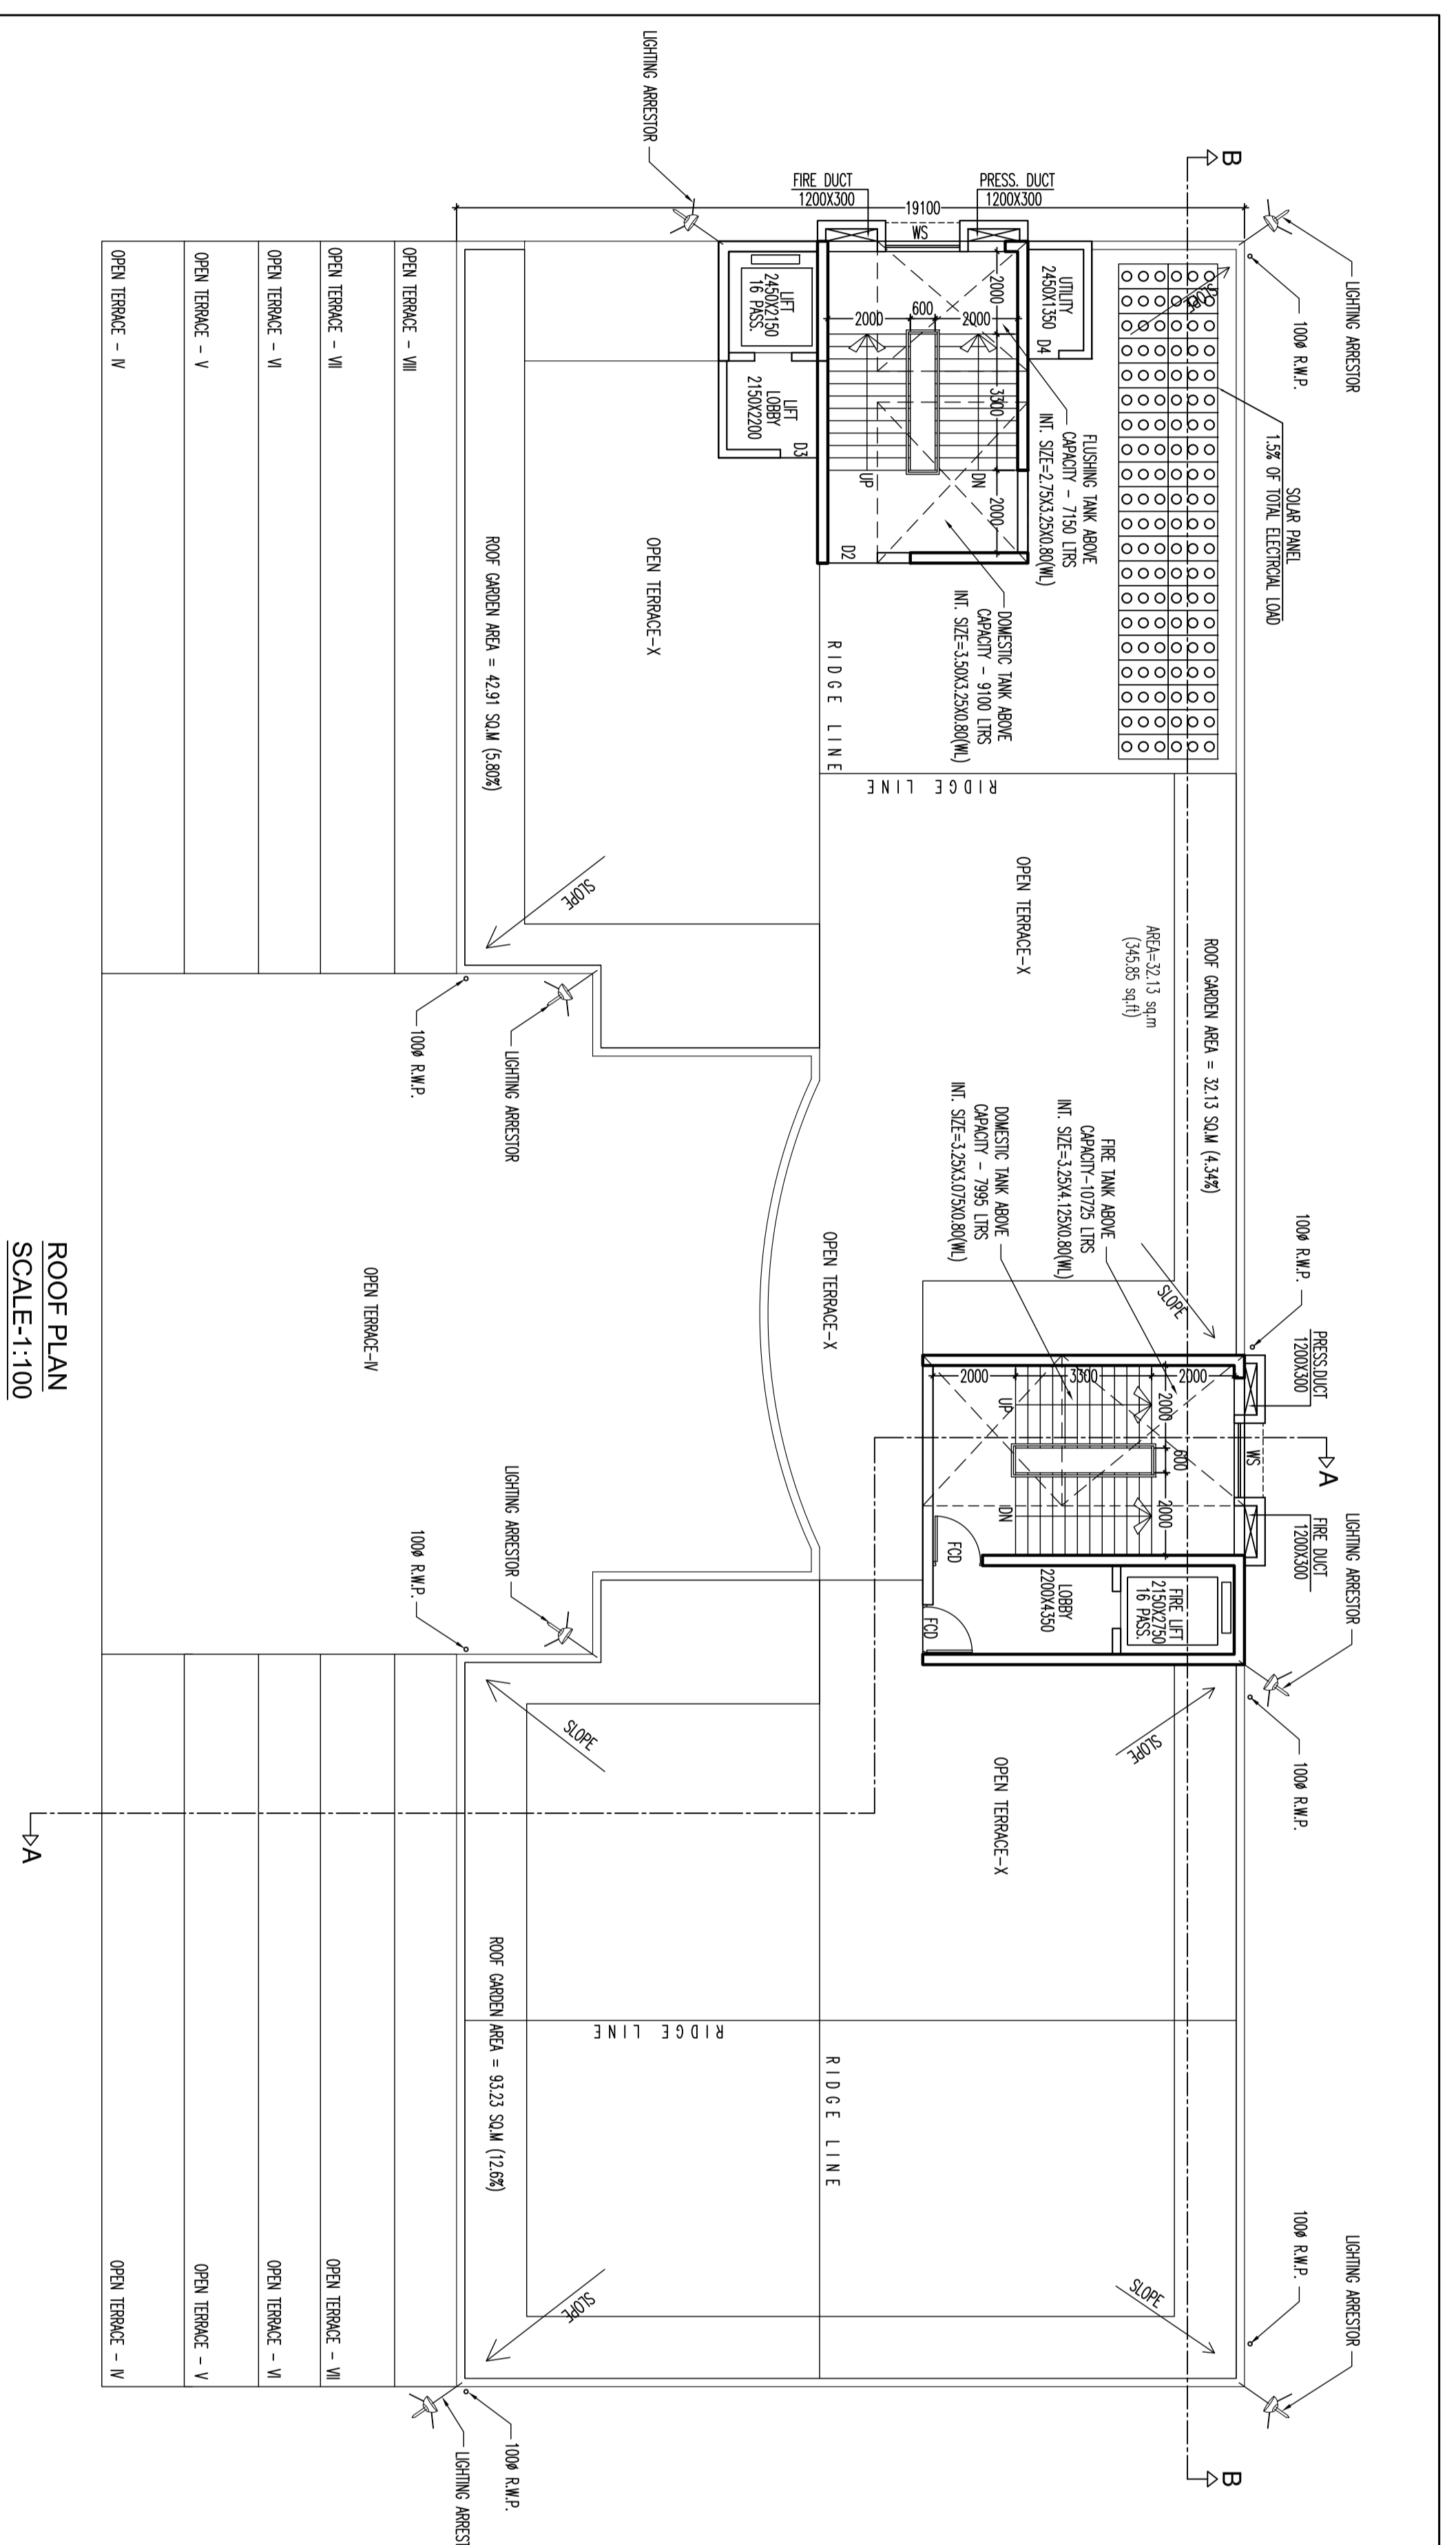 B
B
LIGHTING ARRESTOR
100ø R.W.P.
SOLAR PANEL
1.5% OF TOTAL ELECTRCIAL LOAD
SLOPE
100ø R.W.P.
PRESS.DUCT
1200X300
WS
A
FIRE DUCT
1200X300
LIGHTING ARRESTOR
100ø R.W.P.
100ø R.W.P.
LIGHTING ARRESTOR
ROOF GARDEN AREA = 32.13 SQ.M (4.34%)
AREA=32.13 sq.m
(345.85 sq.ft)
SLOPE
SLOPE
SLOPE
19100
PRESS. DUCT
1200X300
WS
FIRE DUCT
1200X300
UTILITY
2450X1350
D4
2000
3300
2000
2000
600
2000
DN
UP
D2
D3
LIFT
2450X2150
16 PASS.
LIFT
LOBBY
2150X2200
FLUSHING TANK ABOVE
CAPACITY - 7150 LTRS
INT. SIZE=2.75X3.25X0.80(WL)
DOMESTIC TANK ABOVE
CAPACITY - 9100 LTRS
INT. SIZE=3.50X3.25X0.80(WL)
RIDGE LINE
RIDGE LINE
OPEN TERRACE-X
FIRE TANK ABOVE
CAPACITY-10725 LTRS
INT. SIZE=3.25X4.125X0.80(WL)
DOMESTIC TANK ABOVE
CAPACITY - 7995 LTRS
INT. SIZE=3.25X3.075X0.80(WL)
2000
3300
2000
2000
600
2000
UP
DN
FCD
FCD
LOBBY
2200X4350
FIRE LIFT
2150X2750
16 PASS.
OPEN TERRACE-X
OPEN TERRACE-X
RIDGE LINE
RIDGE LINE
LIGHTING ARRESTOR
OPEN TERRACE-X
ROOF GARDEN AREA = 42.91 SQ.M (5.80%)
SLOPE
LIGHTING ARRESTOR
100ø R.W.P.
LIGHTING ARRESTOR
100ø R.W.P.
SLOPE
ROOF GARDEN AREA = 93.23 SQ.M (12.6%)
SLOPE
100ø R.W.P.
LIGHTING ARREST
OPEN TERRACE - VIII
OPEN TERRACE - VII
OPEN TERRACE - VI
OPEN TERRACE - V
OPEN TERRACE - IV
OPEN TERRACE-IV
OPEN TERRACE - VII
OPEN TERRACE - VI
OPEN TERRACE - V
OPEN TERRACE - IV
A
ROOF PLAN
SCALE-1:100